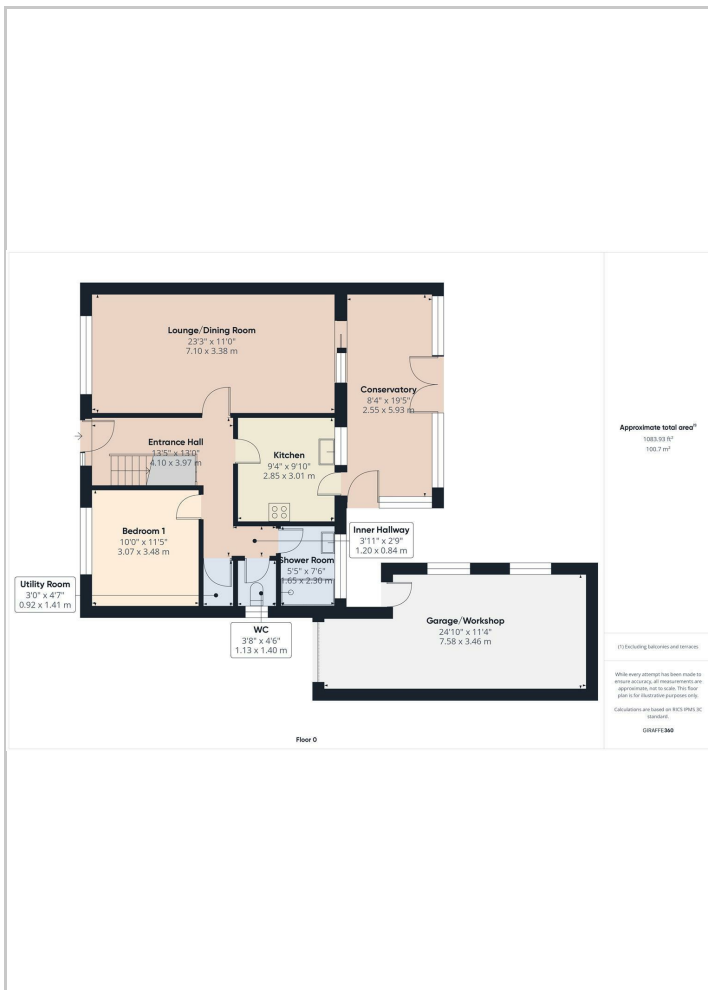 Lounge/Dining Room
23'3" x 11'0"
7.10 x 3.38 m
Conservatory
8'4" x 19'5"
2.55 x 5.93 m
Entrance Hall
13'5" x 13'0"
4.10 x 3.97 m
Kitchen
9'4" x 9'10"
2.85 x 3.01 m
Bedroom 1
10'0" x 11'5"
3.07 x 3.48 m
Inner Hallway
3'11" x 2'9"
1.20 x 0.84 m
Shower Room
5'5" x 7'6"
1.65 x 2.30 m
Utility Room
3'0" x 4'7"
0.92 x 1.41 m
WC
3'8" x 4'6"
1.13 x 1.40 m
Garage/Workshop
24'10" x 11'4"
7.58 x 3.46 m
Floor 0
Approximate total area⁽¹⁾
1083.93 ft²
100.7 m²
(1) Excluding balconies and terraces
While every attempt has been made to
ensure accuracy, all measurements are
approximate, not to scale. This floor
plan is for illustrative purposes only.
Calculations are based on RICS IPMS 3C
standard.
GIRAFFE360